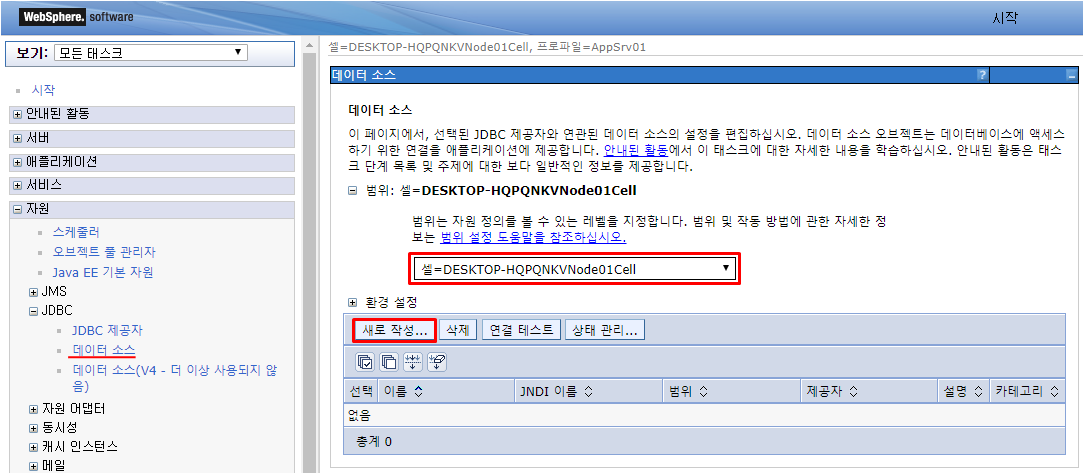 WebSphere. software
시작
보기: 모든 태스크
시작
안내된 활동
서버
애플리케이션
서비스
자원
스케줄러
오브젝트 풀 관리자
Java EE 기본 자원
JMS
JDBC
JDBC 제공자
데이터 소스
데이터 소스(V4 - 더 이상 사용되지 않
음)
자원 어댑터
동시성
캐시 인스턴스
메일
셀=DESKTOP-HQPQNKVNode01Cell, 프로파일=AppSrv01
데이터 소스
?
데이터 소스
이 페이지에서, 선택된 JDBC 제공자와 연관된 데이터 소스의 설정을 편집하십시오. 데이터 소스 오브젝트는 데이터베이스에 액세스
하기 위한 연결을 애플리케이션에 제공합니다. 안내된 활동에서 이 태스크에 대한 자세한 내용을 학습하십시오. 안내된 활동은 태스
크 단계 목록 및 주제에 대한 보다 일반적인 정보를 제공합니다.
범위: 셀=DESKTOP-HQPQNKVNode01Cell
범위는 자원 정의를 볼 수 있는 레벨을 지정합니다. 범위 및 작동 방법에 관한 자세한 정
보는 범위 설정 도움말을 참조하십시오.
셀=DESKTOP-HQPQNKVNode01Cell
환경 설정
새로 작성... 삭제 연결 테스트 상태 관리...
선택 이름 JNDI 이름 범위 제공자 설명 카테고리
없음
총계 0